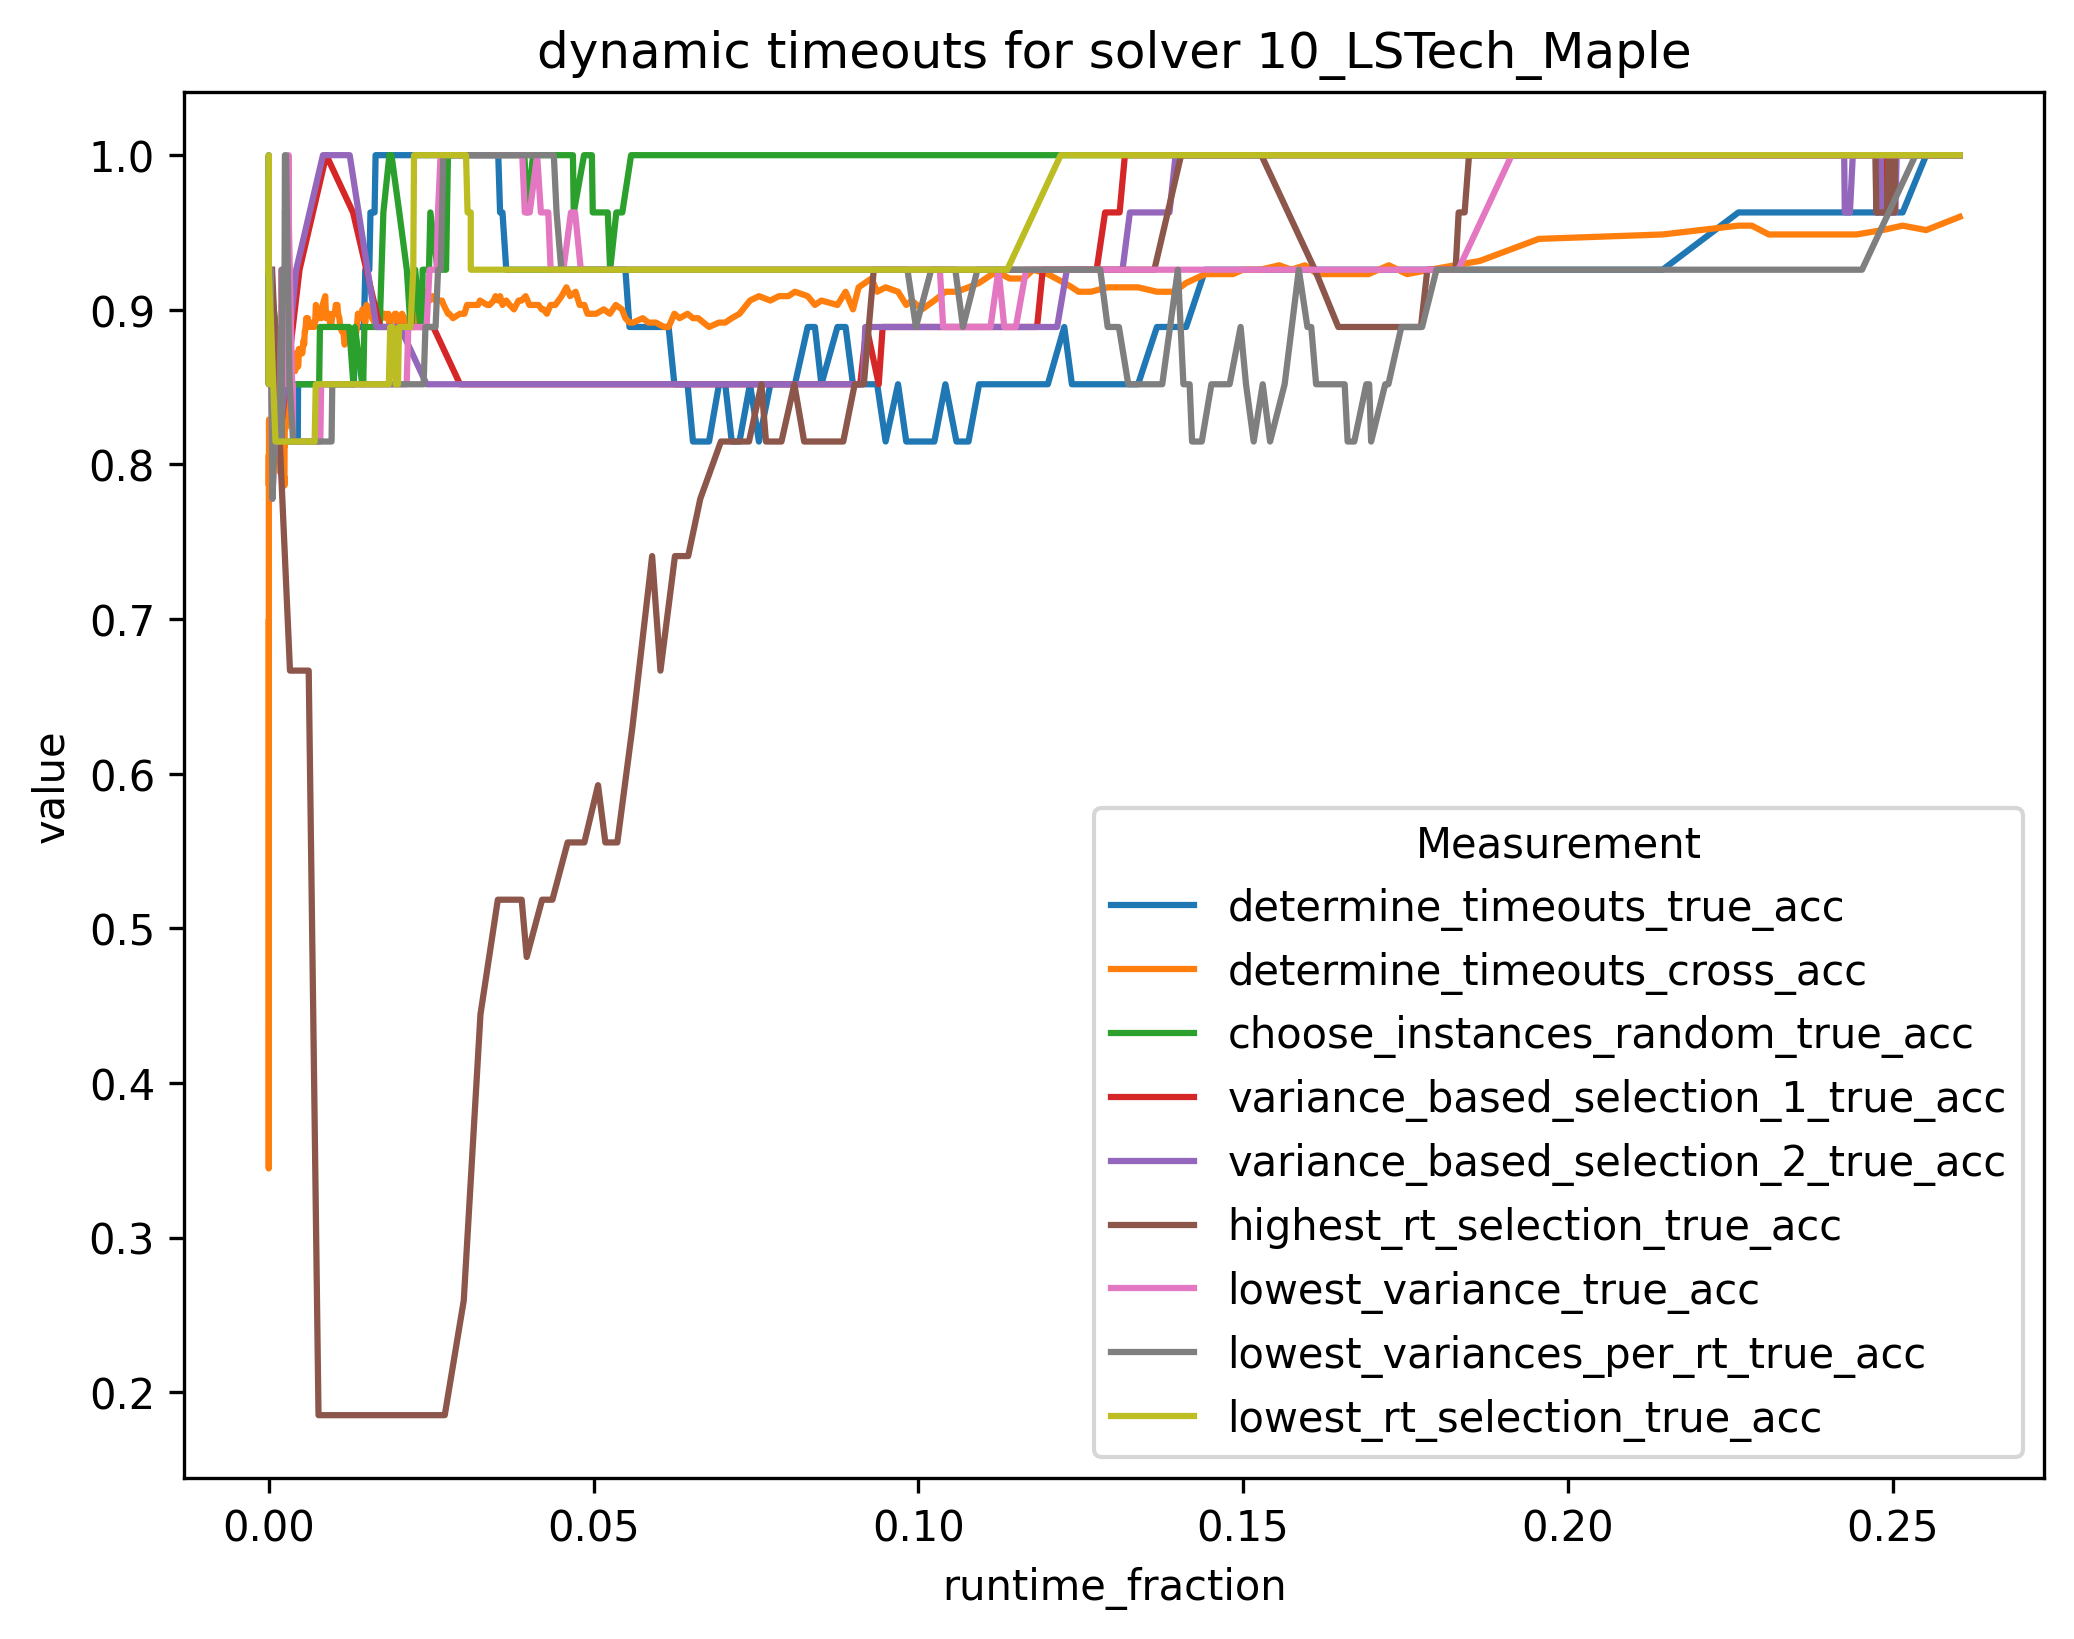 dynamic timeouts for solver 10_LSTech_Maple
1.0
0.9
0.8
0.7
0.6
0.5
0.4
0.3
0.2
value
Measurement
determine_timeouts_true_acc
determine_timeouts_cross_acc
choose_instances_random_true_acc
variance_based_selection_1_true_acc
variance_based_selection_2_true_acc
highest_rt_selection_true_acc
lowest_variance_true_acc
lowest_variances_per_rt_true_acc
lowest_rt_selection_true_acc
0.00 0.05 0.10 0.15 0.20 0.25
runtime_fraction